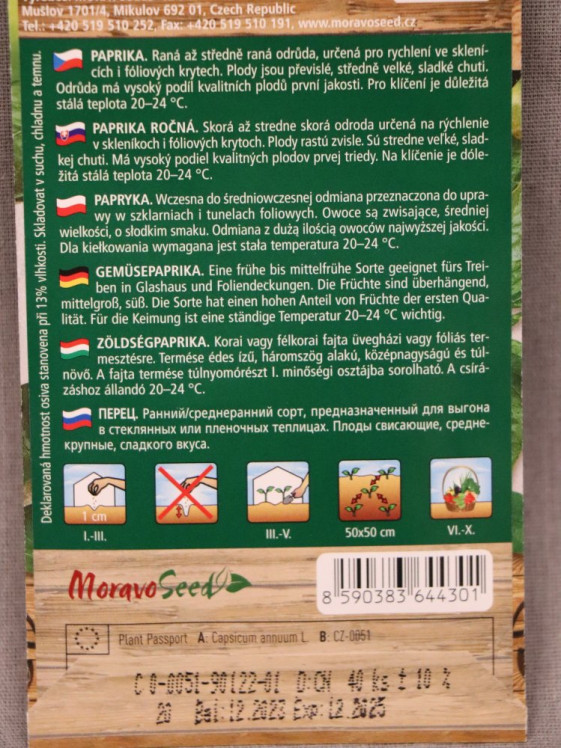 Mušlov 1701/4, Mikulov 692 01, Czech Republic
Tel.: +420 519 510 252, Fax: +420 519 510 191, www.moravoseed.cz
Deklarovaná hmotnost osiva stanovena při 13% vlhkosti. Skladovat v suchu, chladnu a temnu.
PAPRIKA. Raná až středně raná odrůda, určená pro rychlení ve sklení-
cích i fóliových krytech. Plody jsou převislé, středně velké, sladké chuti.
Odrůda má vysoký podíl kvalitních plodů první jakosti. Pro klíčení je důležitá
stálá teplota 20–24 °C.
PAPRIKA ROČNÁ. Skorá až stredne skorá odroda určená na rýchlenie
v skleníkoch i fóliových krytoch. Plody rastú zvisle. Sú stredne veľké, slad-
kej chuti. Má vysoký podiel kvalitných plodov prvej triedy. Na klíčenie je dôle-
žitá stálá teplota 20–24 °C.
PAPRYKA. Wczesna do średniowczesnej odmiana przeznaczona do upra-
wy w szklarniach i tunelach foliowych. Owoce są zwisające, średniej
wielkości, o słodkim smaku. Odmiana z dużą ilością owoców najwyższej jakości.
Dla kiełkowania wymagana jest stała temperatura 20–24 °C.
GEMÜSEPAPRIKA. Eine frühe bis mittelfrühe Sorte geeignet fürs Trei-
ben in Glashaus und Foliendeckungen. Die Früchte sind überhängend,
mittelgroß, süß. Die Sorte hat einen hohen Anteil von Früchte der ersten Qua-
lität. Für die Keimung ist eine ständige Temperatur 20–24 °C wichtig.
ZÖLDSÉGPAPRIKA. Korai vagy félkorai fajta üvegházi vagy fóliás ter-
mesztésre. Termése édes ízű, háromszög alakú, középnagyságú és túl-
növő. A fajta termése túlnyomórészt I. minőségi osztájba sorolható. A csírá-
záshoz állandó 20–24 °C.
ПЕРЕЦ. Ранний/среднеранний сорт, предназначенный для выгона
в стеклянных или пленочных теплицах. Плоды свисающие, средне-
крупные, сладкого вкуса.
1 cm
I.-III. III.-V. 50x50 cm VI.-X.
MoravoSeed
8 590383 644301
Plant Passport A: Capsicum annuum L. B: CZ-0051
C 0-0051-90122-01 D:CN 40 ks ± 10 %
20 Bal:12.2023 Exp:12.2025